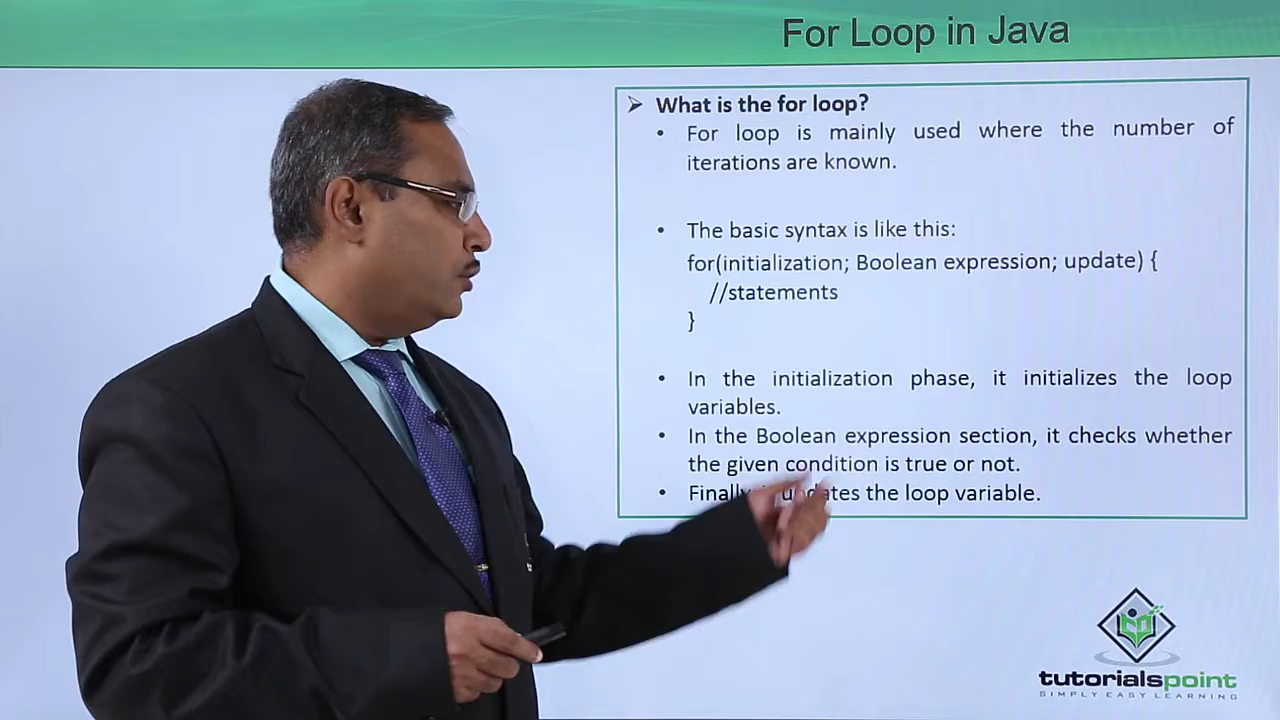 For Loop in Java
➢ What is the for loop?
• For loop is mainly used where the number of
iterations are known.
• The basic syntax is like this:
for(initialization; Boolean expression; update) {
//statements
}
• In the initialization phase, it initializes the loop
variables.
• In the Boolean expression section, it checks whether
the given condition is true or not.
• Finally updates the loop variable.
tutorialspoint
SIMPLY EASY LEARNING